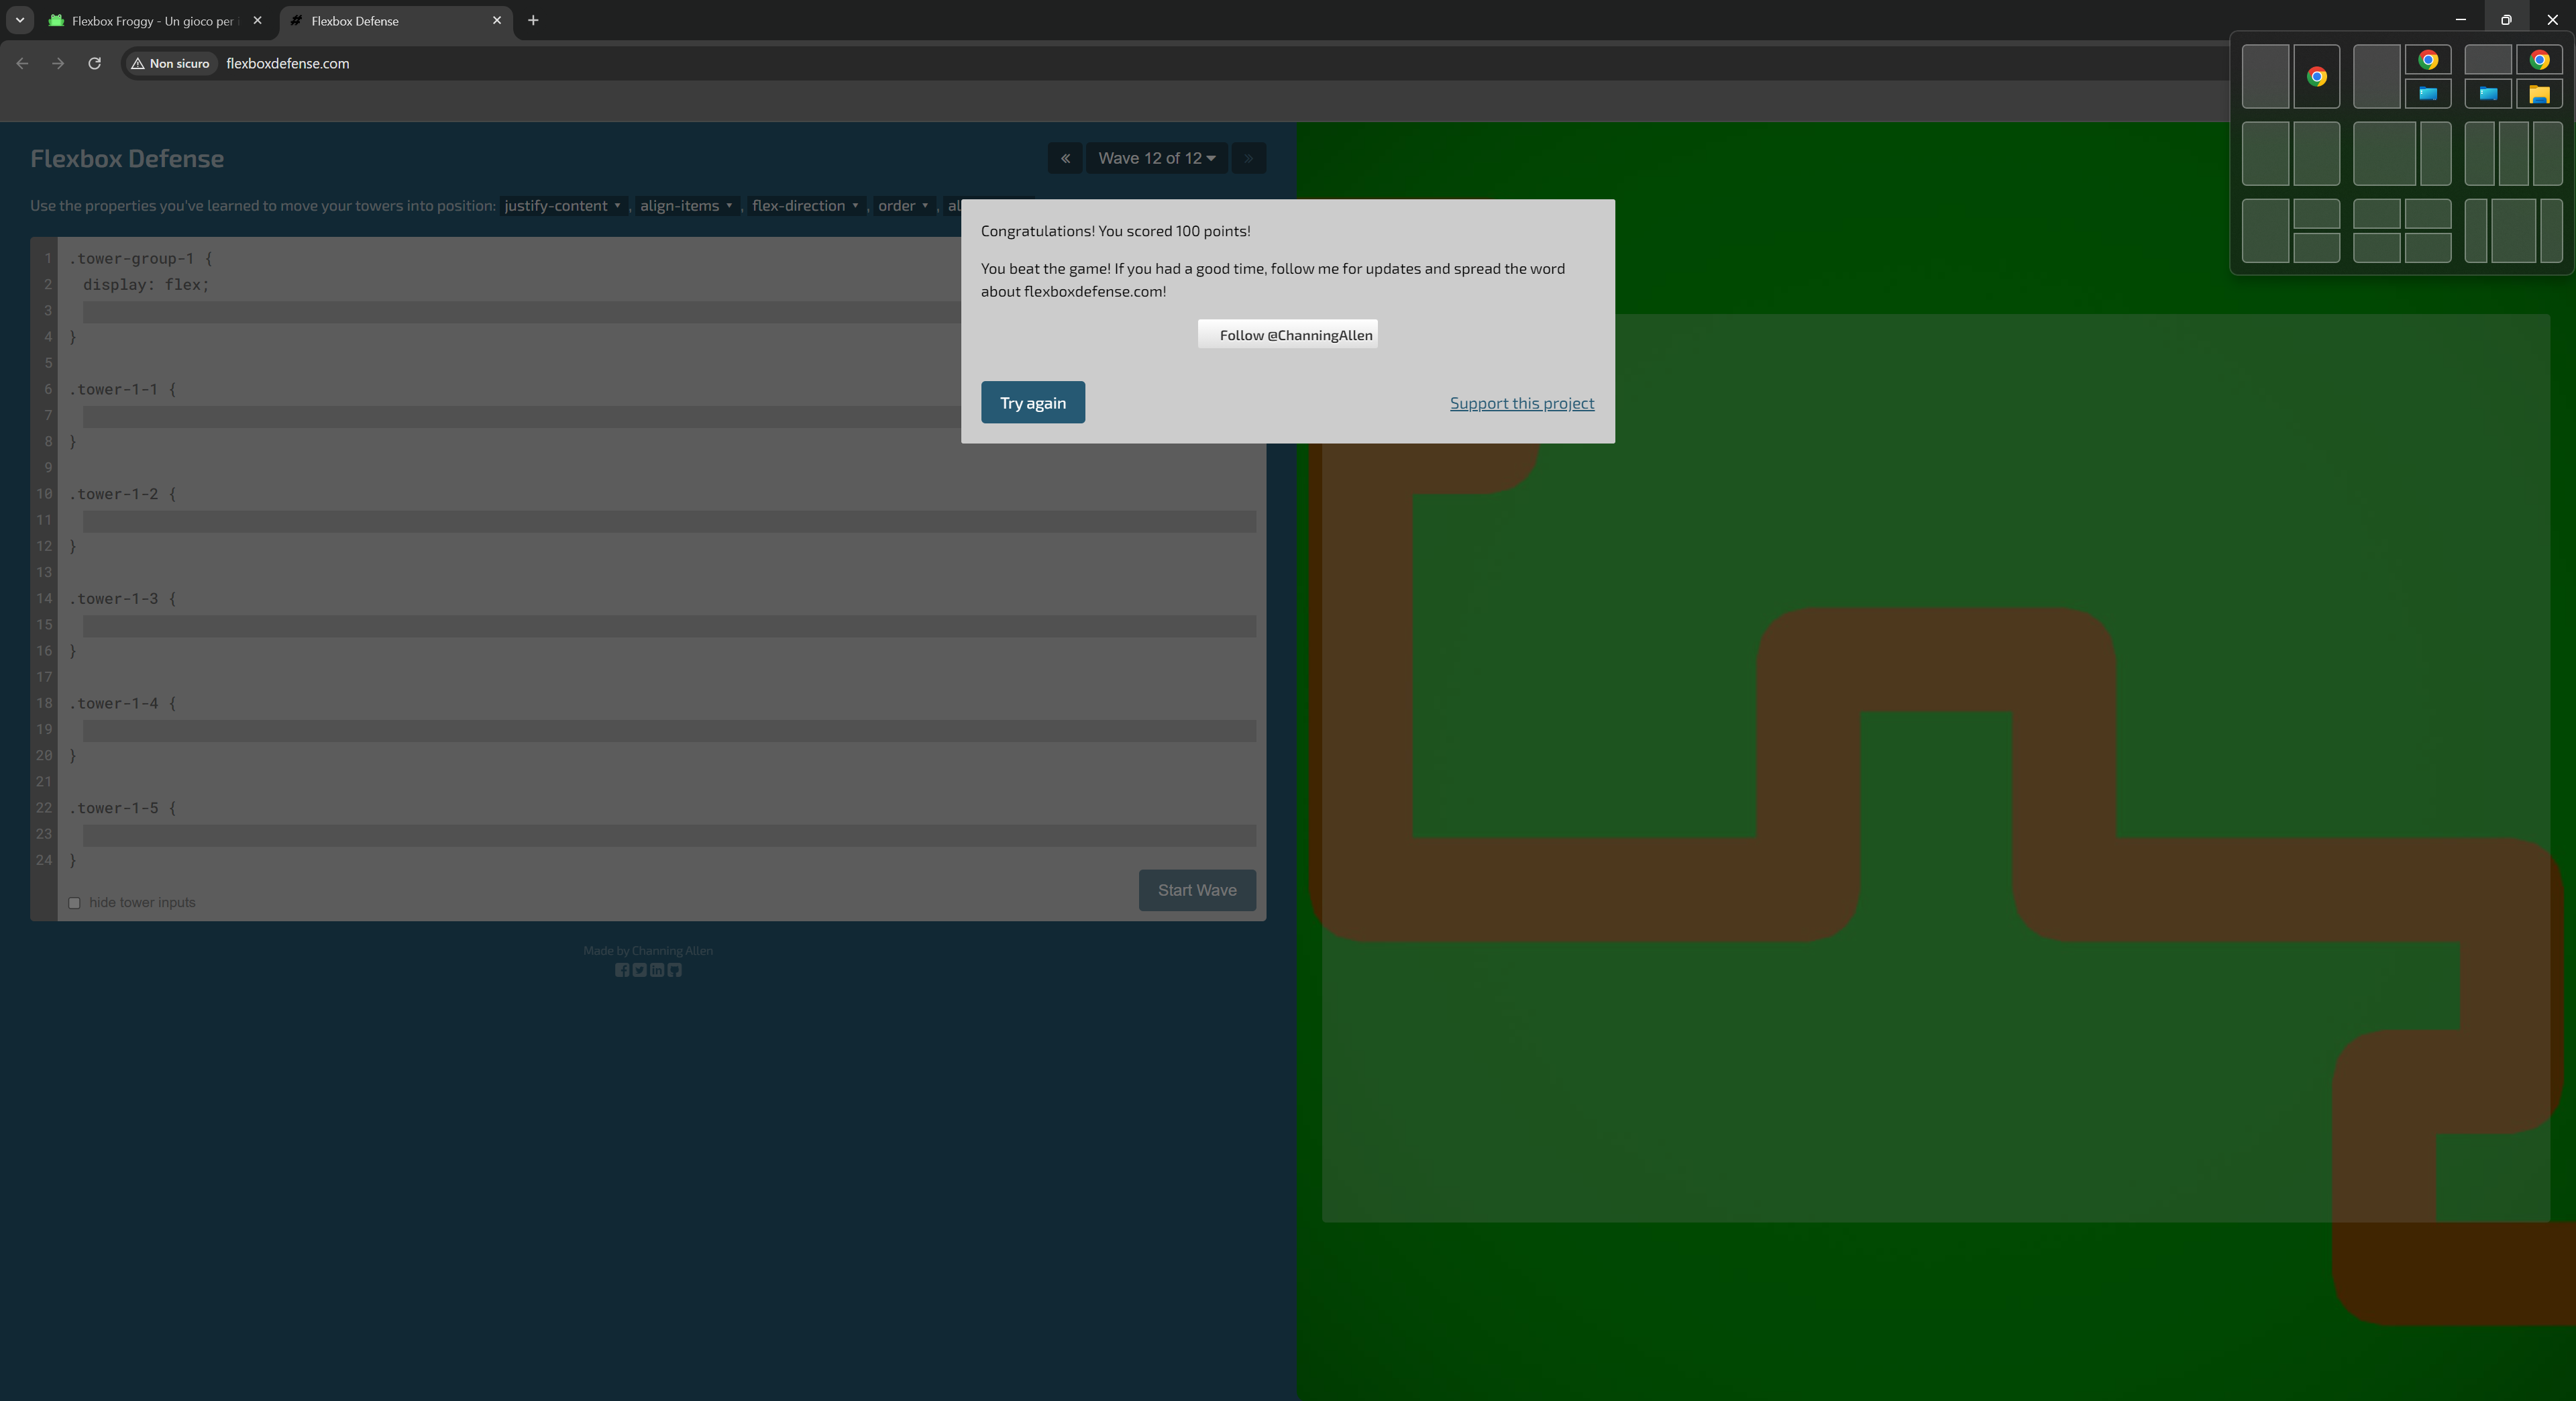 Flexbox Froggy - Un gioco per
Flexbox Defense
Non sicuro
flexboxdefense.com
Flexbox Defense
« Wave 12 of 12 »
Use the properties you've learned to move your towers into position: justify-content , align-items , flex-direction , order , al
Congratulations! You scored 100 points!
You beat the game! If you had a good time, follow me for updates and spread the word
about flexboxdefense.com!
Follow @ChanningAllen
Try again
Support this project
1 .tower-group-1 {
2 display: flex;
3
4 }
5
6 .tower-1-1 {
7
8 }
9
10 .tower-1-2 {
11
12 }
13
14 .tower-1-3 {
15
16 }
17
18 .tower-1-4 {
19
20 }
21
22 .tower-1-5 {
23
24 }
hide tower inputs
Start Wave
Made by Channing Allen